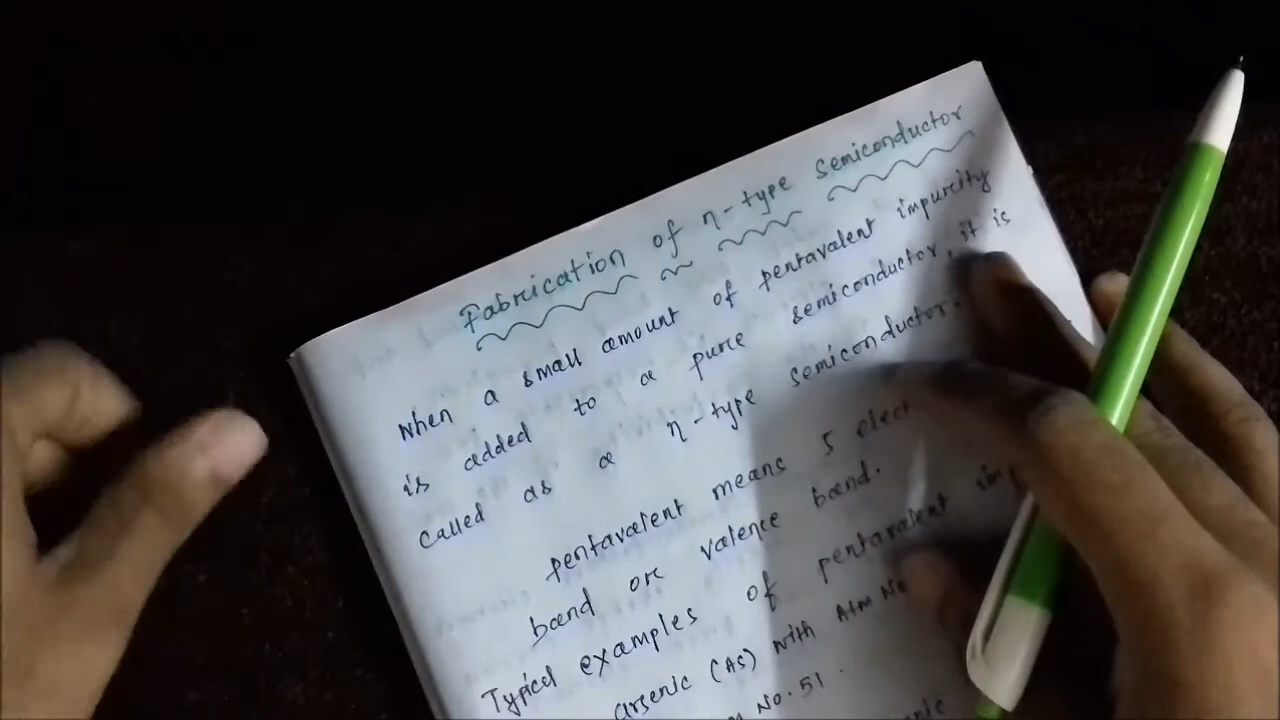 Fabrication of n-type semiconductor
When a small amount of pentavalent impurity
is added to a pure semiconductor, it is
called as a n-type semiconductor.
pentavalent means 5
band or valence band.
Typical examples of pentavalent
arsenic (As) with Atm No
No. 51.